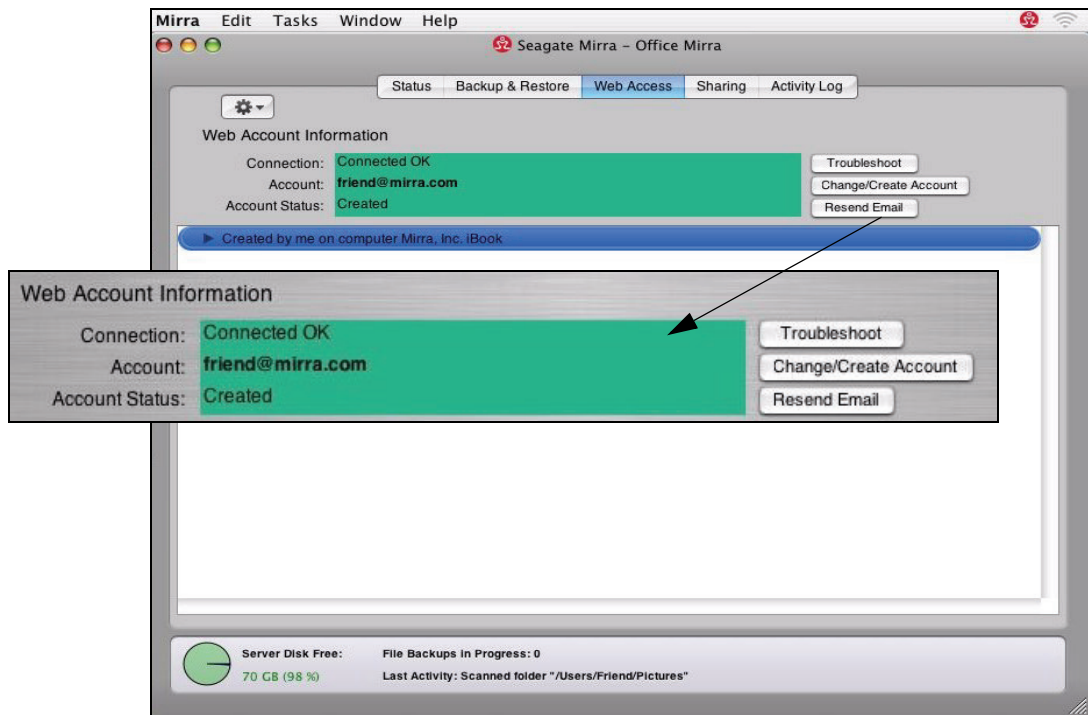 Mirra Edit Tasks Window Help
Seagate Mirra – Office Mirra
Status Backup & Restore Web Access Sharing Activity Log
Web Account Information
Connection: Connected OK Troubleshoot
Account: friend@mirra.com Change/Create Account
Account Status: Created Resend Email
Created by me on computer Mirra, Inc. iBook
Web Account Information
Connection: Connected OK Troubleshoot
Account: friend@mirra.com Change/Create Account
Account Status: Created Resend Email
Server Disk Free: File Backups in Progress: 0
70 GB (98 %) Last Activity: Scanned folder "/Users/Friend/Pictures"